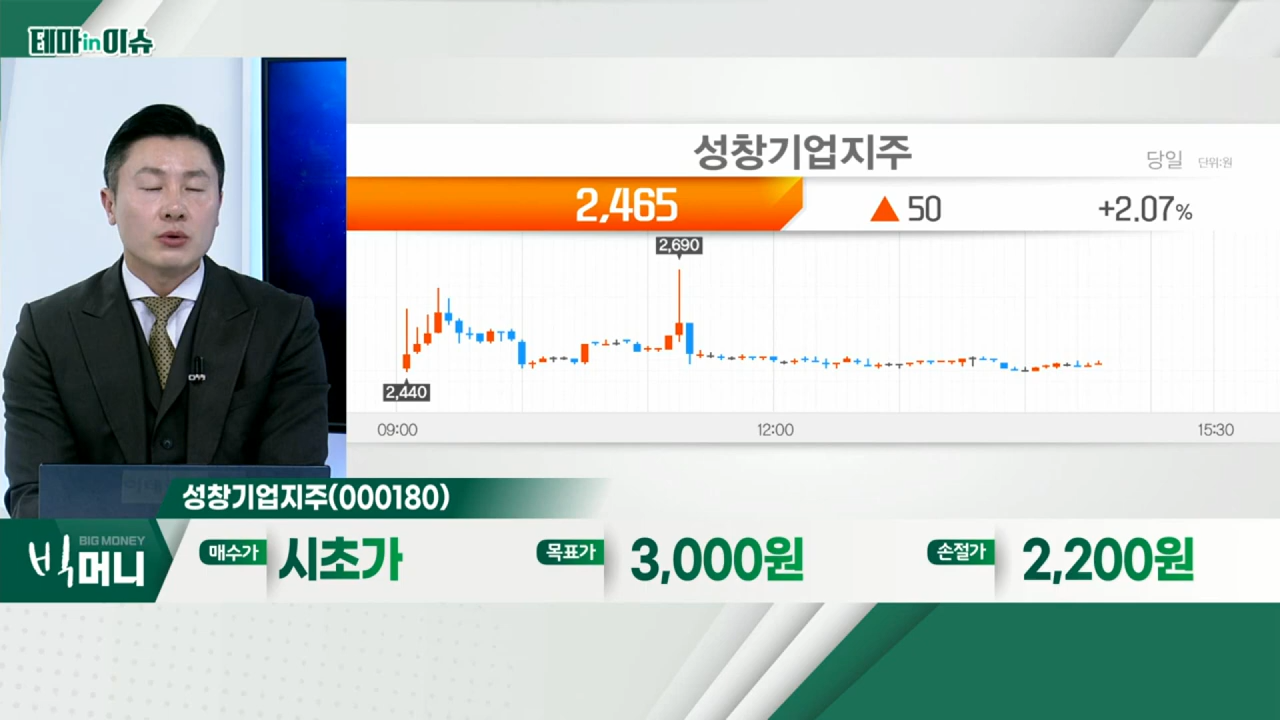 테마in이슈
성창기업지주
당일 단위:원
2,465 ▲ 50 +2.07%
2,690
2,440
09:00 12:00 15:30
성창기업지주(000180)
BIG MONEY
빅머니
매수가 시초가 목표가 3,000원 손절가 2,200원